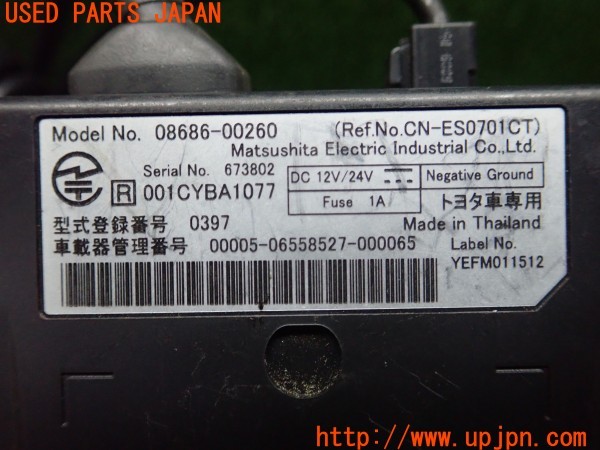 USED PARTS JAPAN
Model No. 08686-00260 (Ref.No.CN-ES0701CT)
Matsushita Electric Industrial Co.,Ltd.
Serial No. 673802
R 001CYBA1077
DC 12V/24V
Negative Ground
Fuse 1A
トヨタ車専用
型式登録番号 0397
Made in Thailand
車載器管理番号 00005-06558527-000065
Label No.
YEFM011512
UPJ
http://www.upjpn.com/